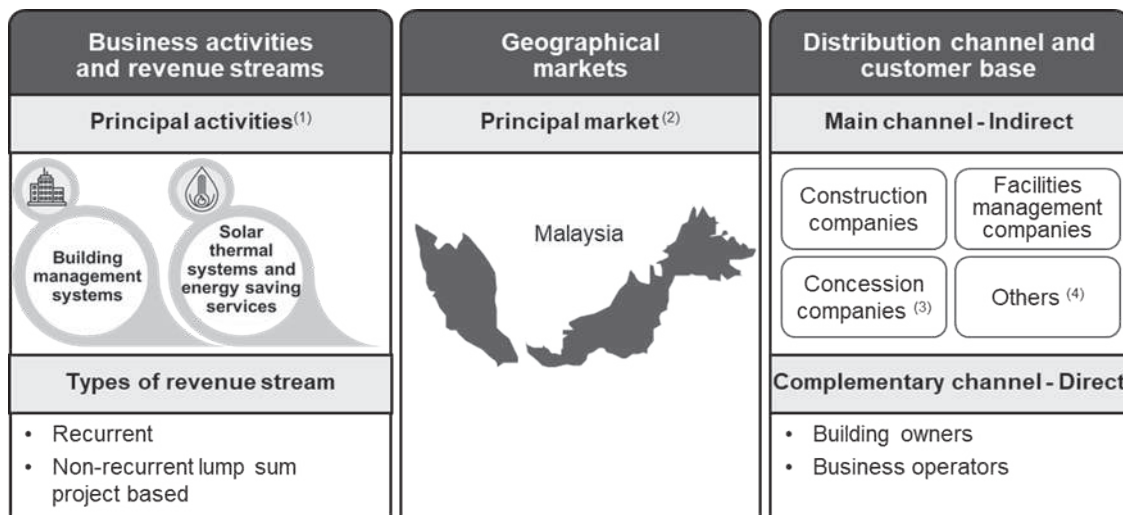 Business activities
and revenue streams
Principal activities(1)
Building
management
systems
Solar
thermal
systems and
energy saving
services
Types of revenue stream
• Recurrent
• Non-recurrent lump sum
project based
Geographical
markets
Principal market(2)
Malaysia
Distribution channel and
customer base
Main channel - Indirect
Construction
companies
Facilities
management
companies
Concession
companies (3)
Others (4)
Complementary channel - Direct
• Building owners
• Business operators